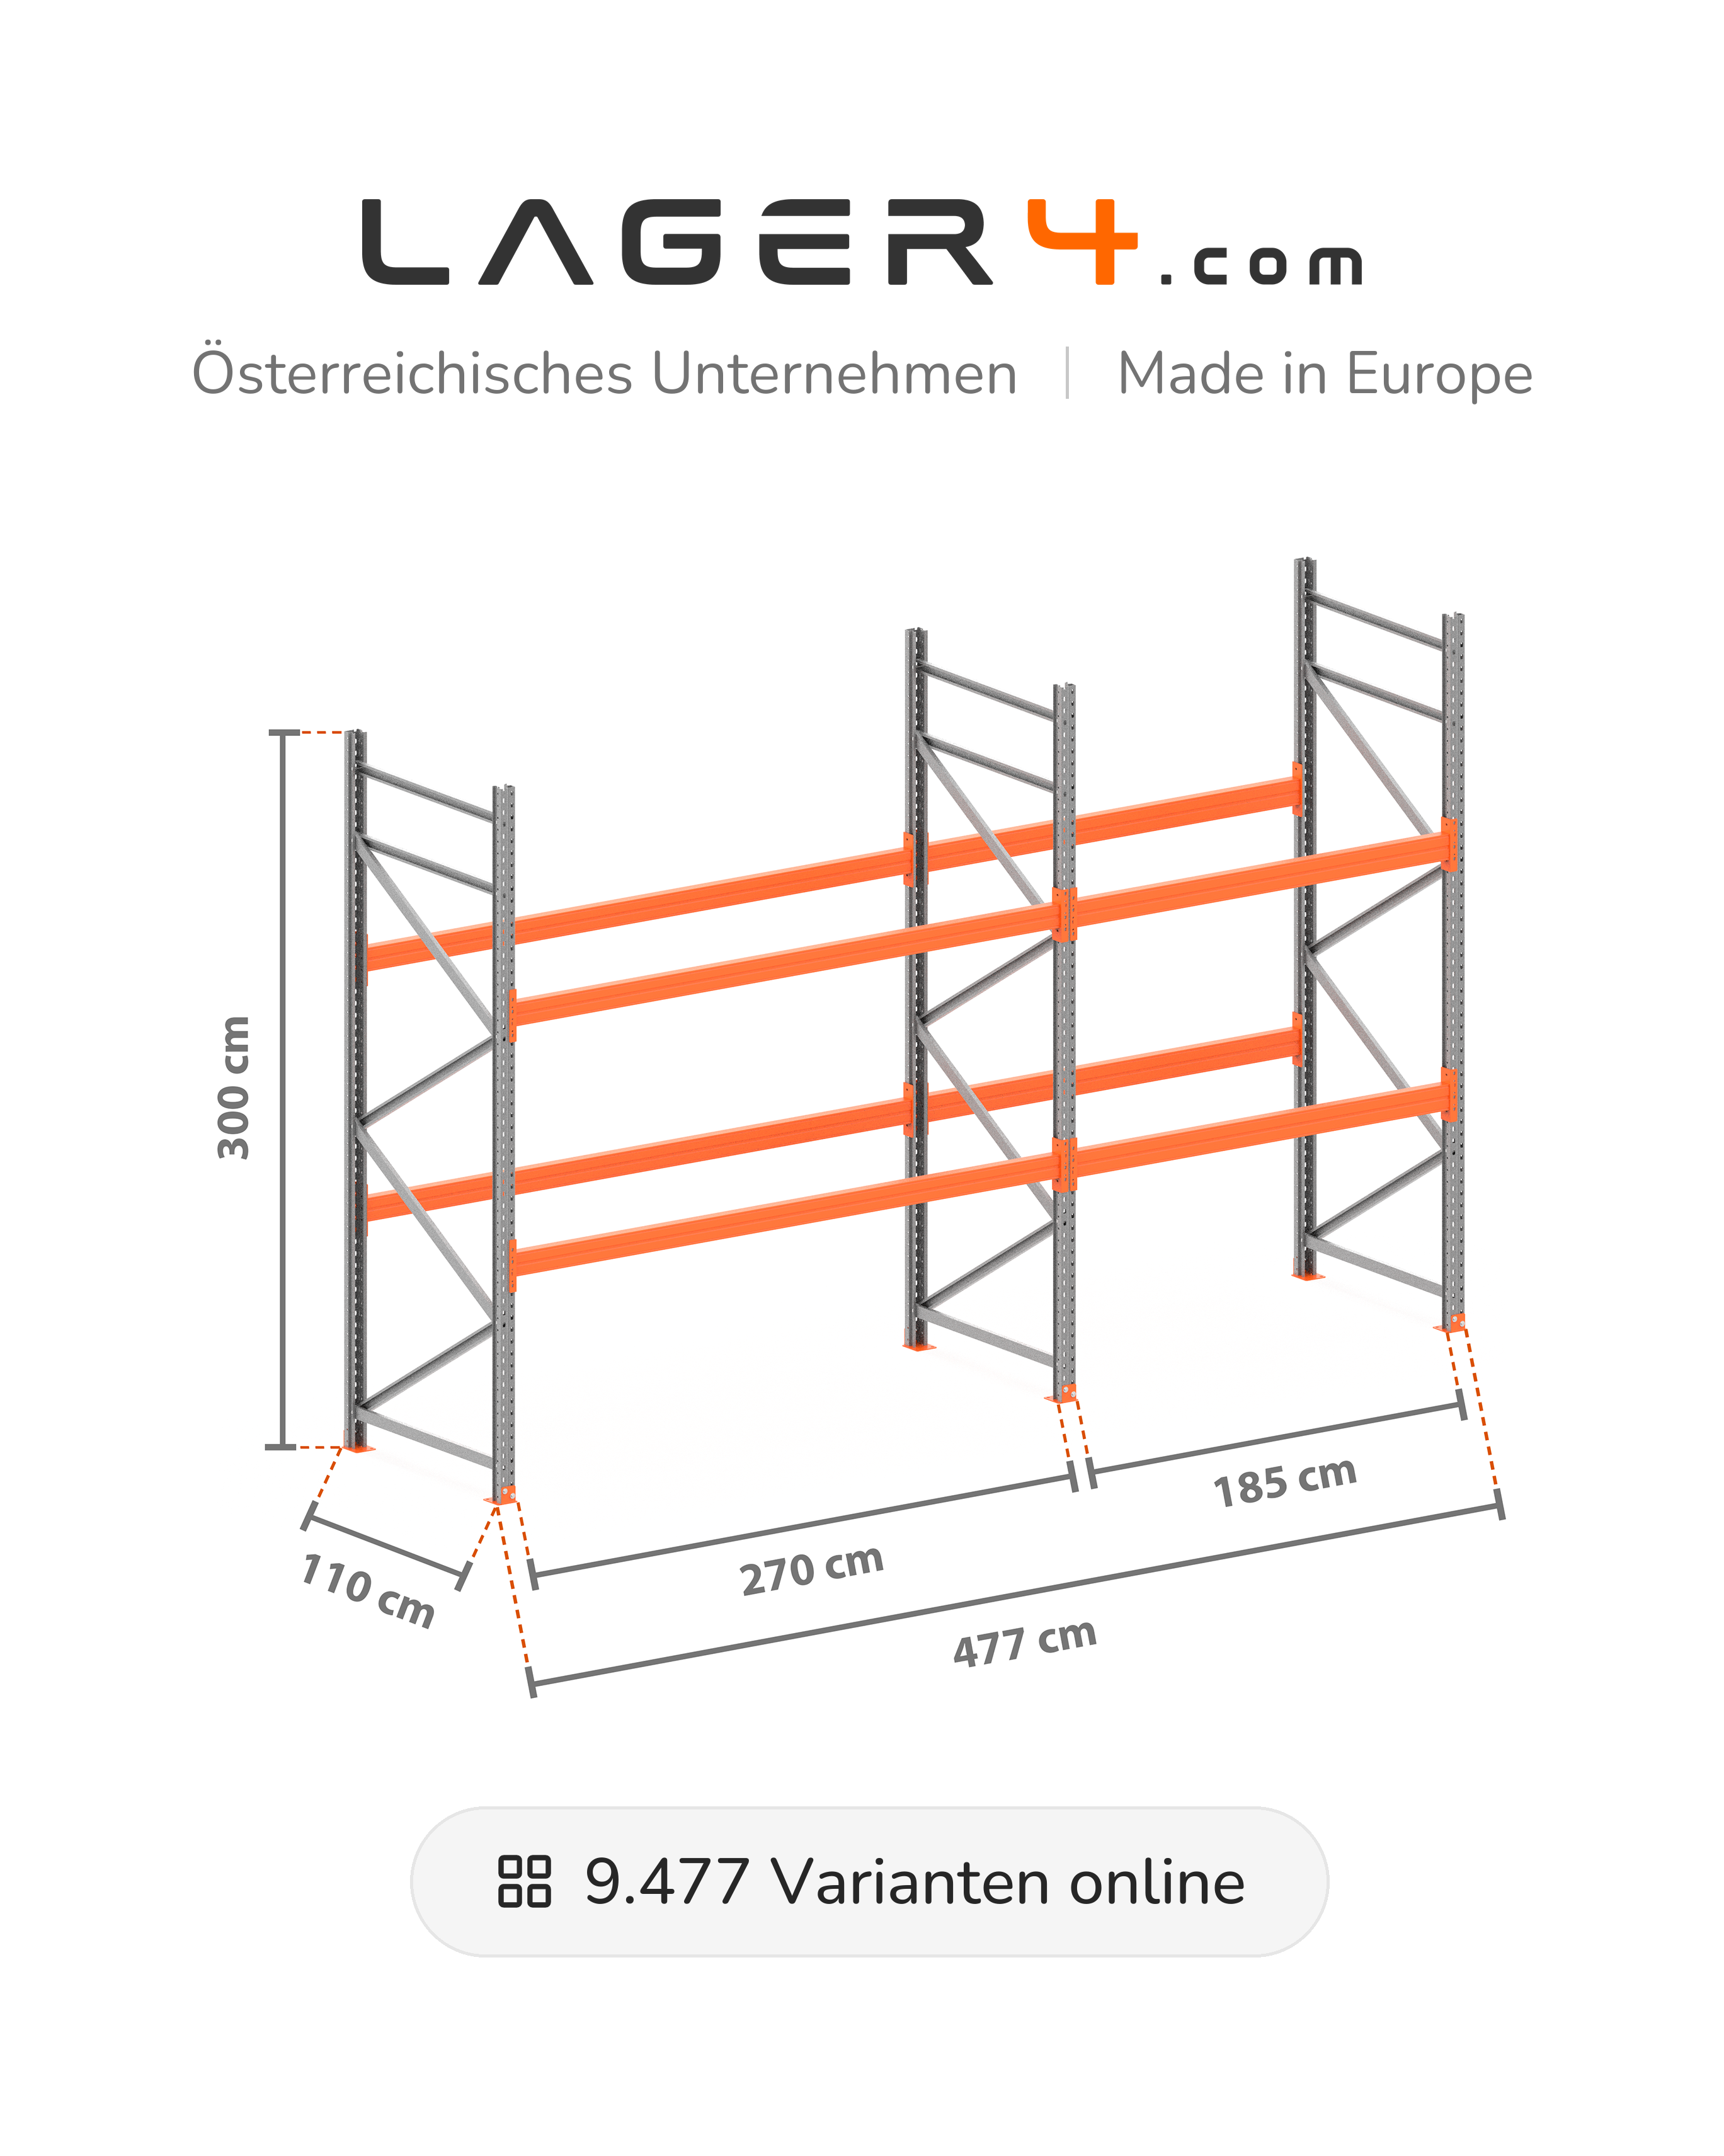 LAGER4.com
Österreichisches Unternehmen | Made in Europe
300 cm
110 cm
270 cm
185 cm
477 cm
9.477 Varianten online